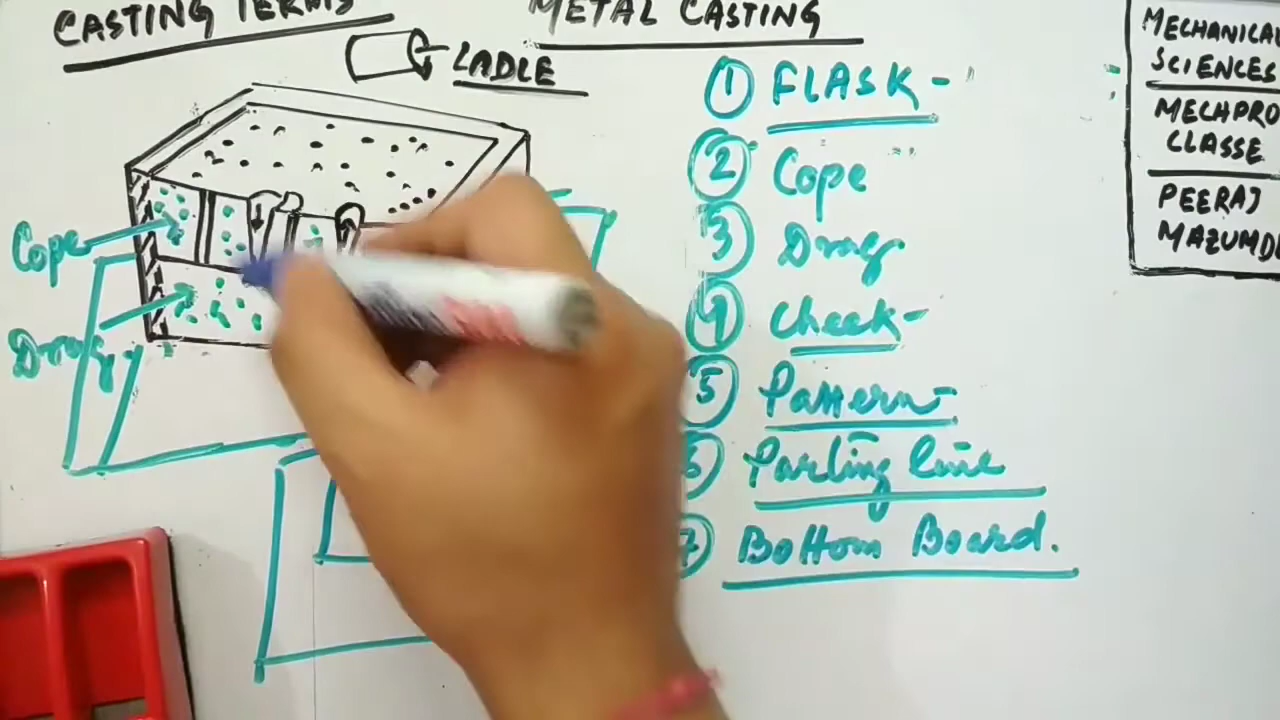 CASTING TERMS
METAL CASTING
LADLE
Cope
Drag
① FLASK-
② Cope
③ Drag
④ Cheek-
⑤ Pattern-
⑥ Parting line
⑦ Bottom Board.
MECHANICAL
SCIENCES
MECHPRO
CLASSE
PEERAJ
MAZUMD